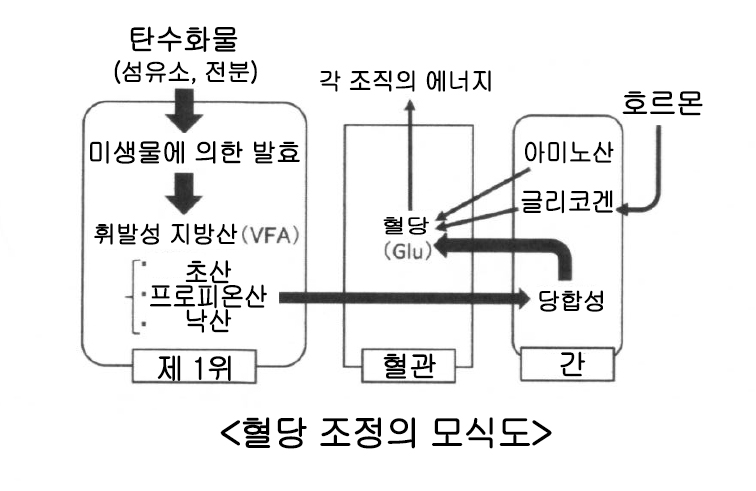 탄수화물
(섬유소, 전분)
미생물에 의한 발효
휘발성 지방산(VFA)
초산
프로피온산
낙산
제 1위
각 조직의 에너지
혈당
(Glu)
혈관
호르몬
아미노산
글리코겐
당합성
간
<혈당 조정의 모식도>